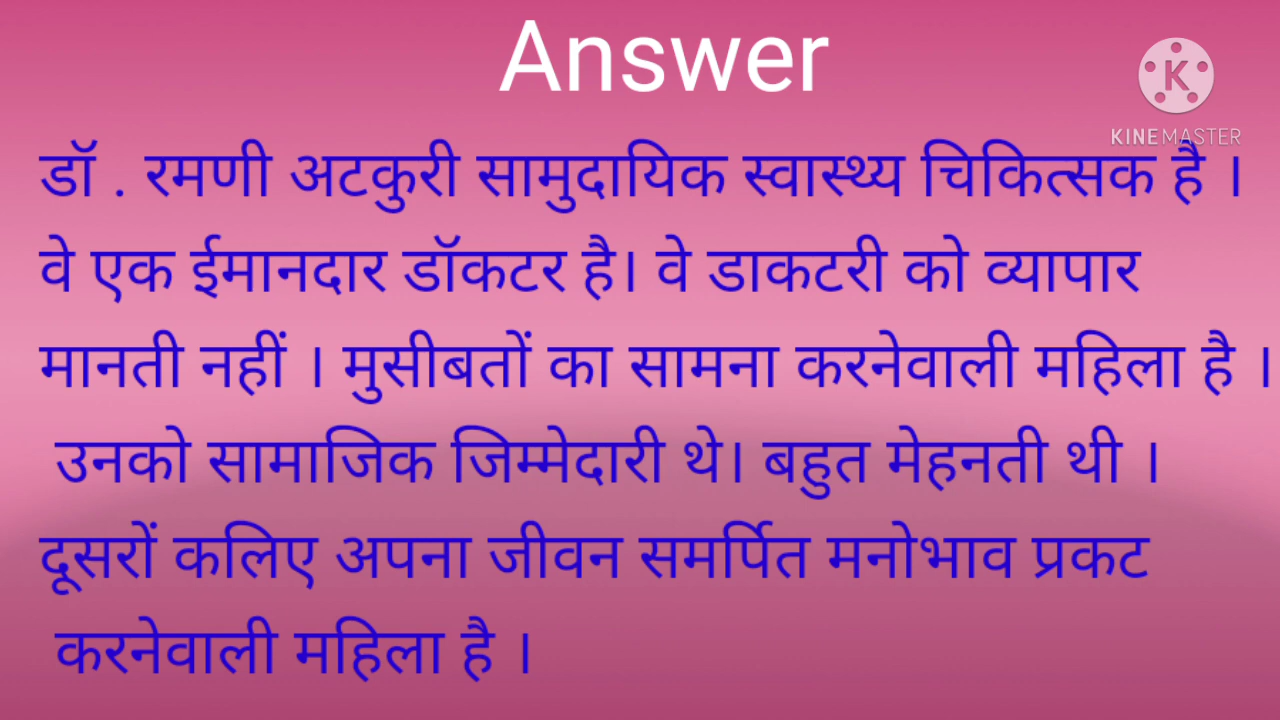 Answer
K
KINEMASTER
डॉ . रमणी अटकुरी सामुदायिक स्वास्थ्य चिकित्सक है ।
वे एक ईमानदार डॉकटर है। वे डाकटरी को व्यापार
मानती नहीं । मुसीबतों का सामना करनेवाली महिला है ।
उनको सामाजिक जिम्मेदारी थे। बहुत मेहनती थी ।
दूसरों कलिए अपना जीवन समर्पित मनोभाव प्रकट
करनेवाली महिला है ।